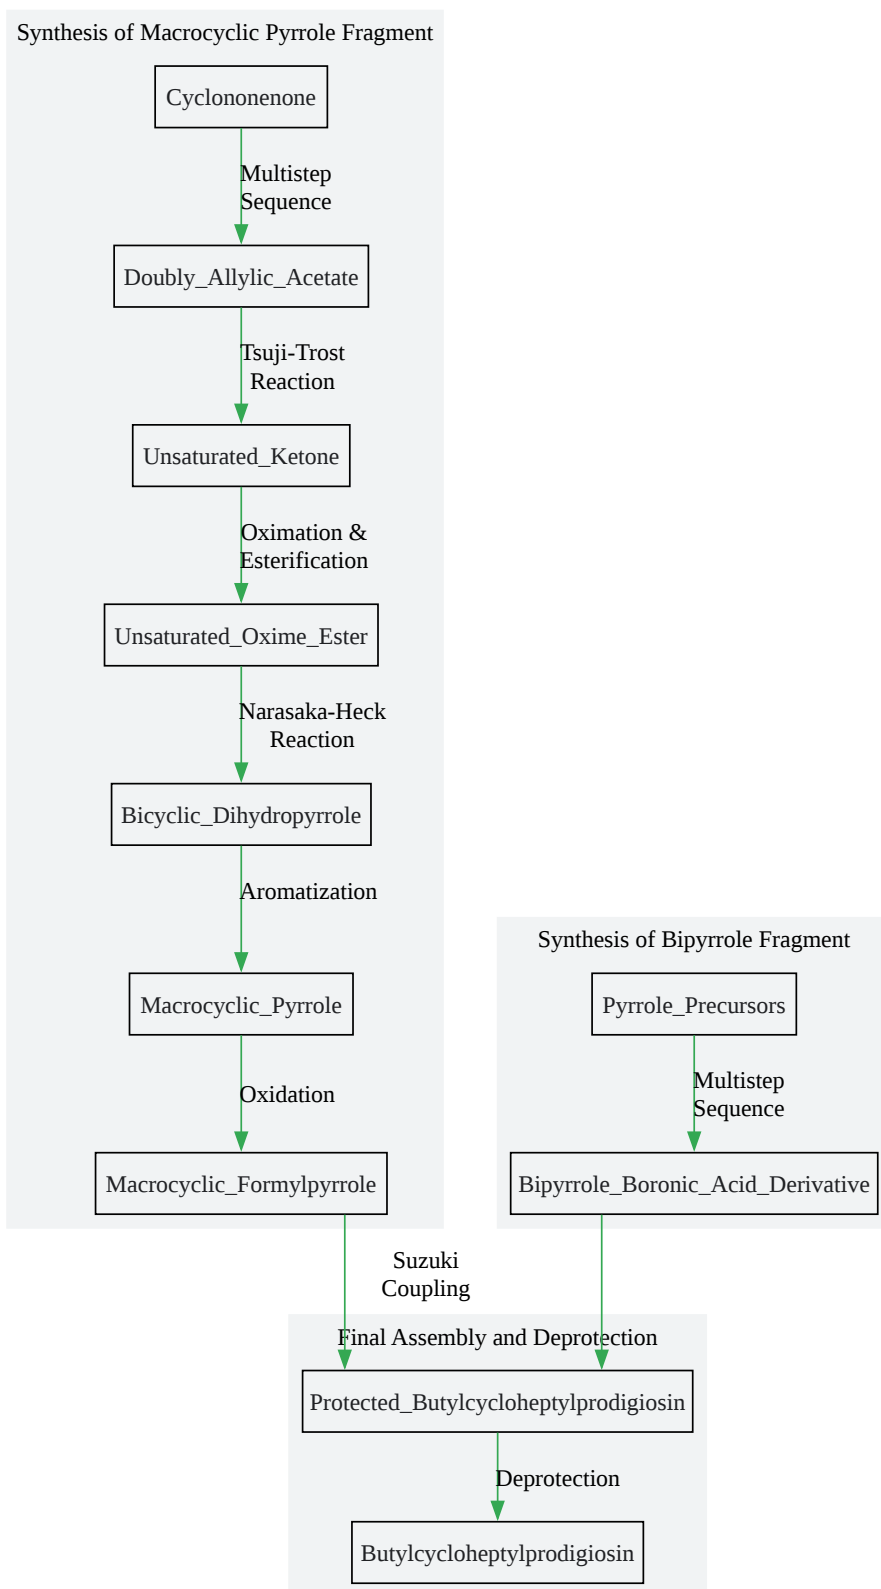 Synthesis of Macrocyclic Pyrrole Fragment
Cyclononenone
Multistep
Sequence
Doubly_Allylic_Acetate
Tsuji-Trost
Reaction
Unsaturated_Ketone
Oximation &
Esterification
Unsaturated_Oxime_Ester
Narasaka-Heck
Reaction
Bicyclic_Dihydropyrrole
Aromatization
Macrocyclic_Pyrrole
Oxidation
Macrocyclic_Formylpyrrole
Synthesis of Bipyrrole Fragment
Pyrrole_Precursors
Multistep
Sequence
Bipyrrole_Boronic_Acid_Derivative
Suzuki
Coupling
Final Assembly and Deprotection
Protected_Butylcycloheptylprodigiosin
Deprotection
Butylcycloheptylprodigiosin